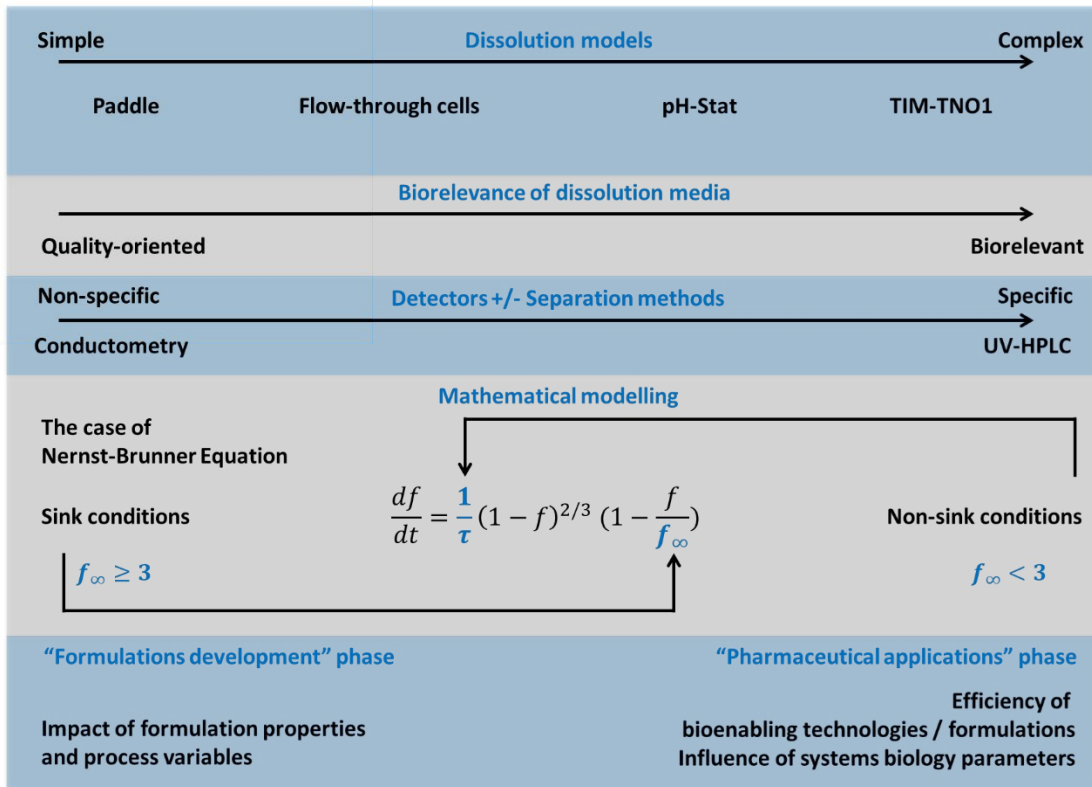 Simple Dissolution models Complex
Paddle Flow-through cells pH-Stat TIM-TNO1
Biorelevance of dissolution media
Quality-oriented Biorelevant
Non-specific Detectors +/- Separation methods Specific
Conductometry UV-HPLC
Mathematical modelling
The case of
Nernst-Brunner Equation
Sink conditions df/dt = 1/τ (1 − f)^{2/3} (1 − f/f_∞) Non-sink conditions
f_∞ ≥ 3 f_∞ < 3
“Formulations development” phase “Pharmaceutical applications” phase
Impact of formulation properties
and process variables
Efficiency of
bioenabling technologies / formulations
Influence of systems biology parameters